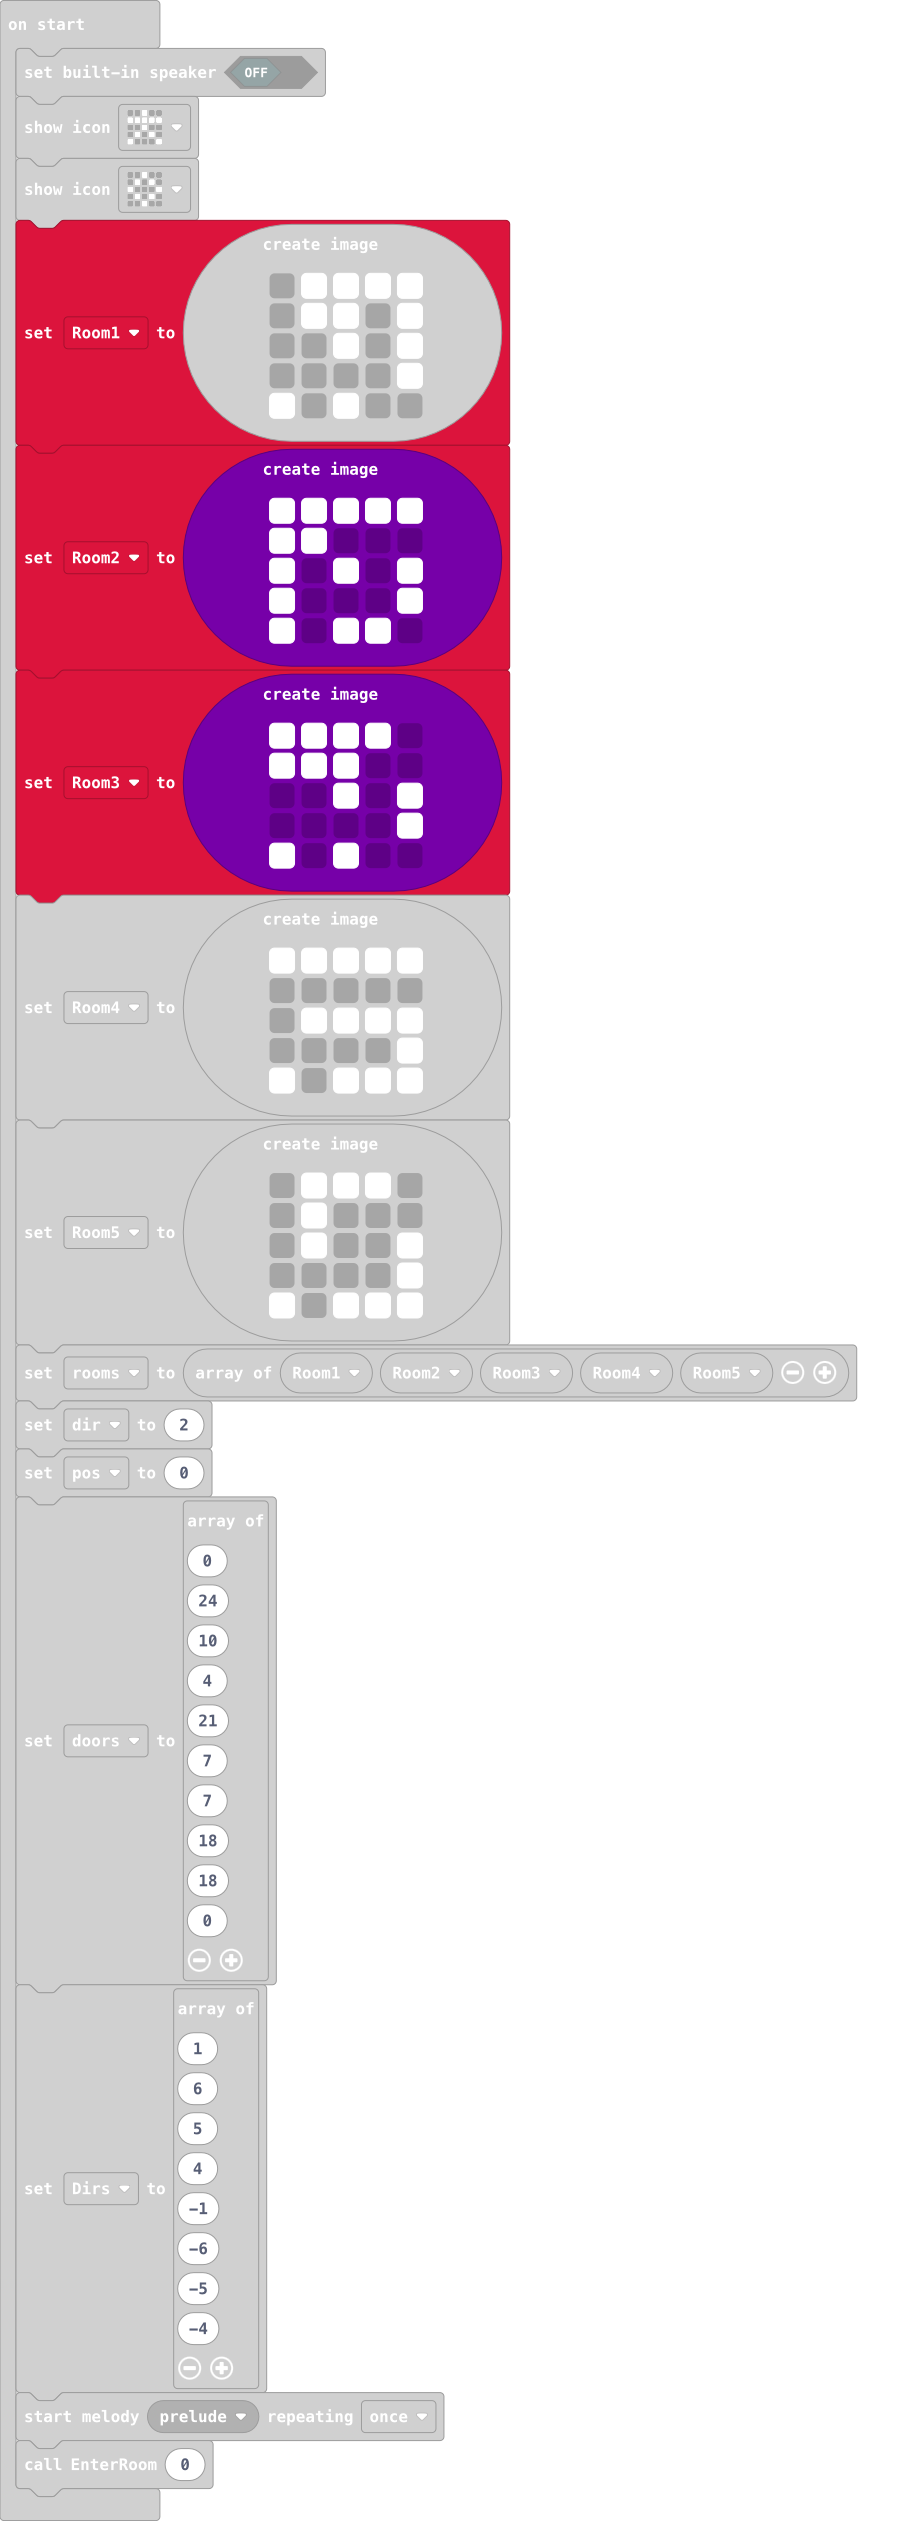 on start
set built-in speaker OFF
show icon
show icon
create image
set Room1 to
create image
set Room2 to
create image
set Room3 to
create image
set Room4 to
create image
set Room5 to
set rooms to array of Room1 Room2 Room3 Room4 Room5
set dir to 2
set pos to 0
array of
0
24
10
4
21
7
set doors to
7
18
18
0
array of
1
6
5
4
set Dirs to
-1
-6
-5
-4
start melody prelude repeating once
call EnterRoom 0